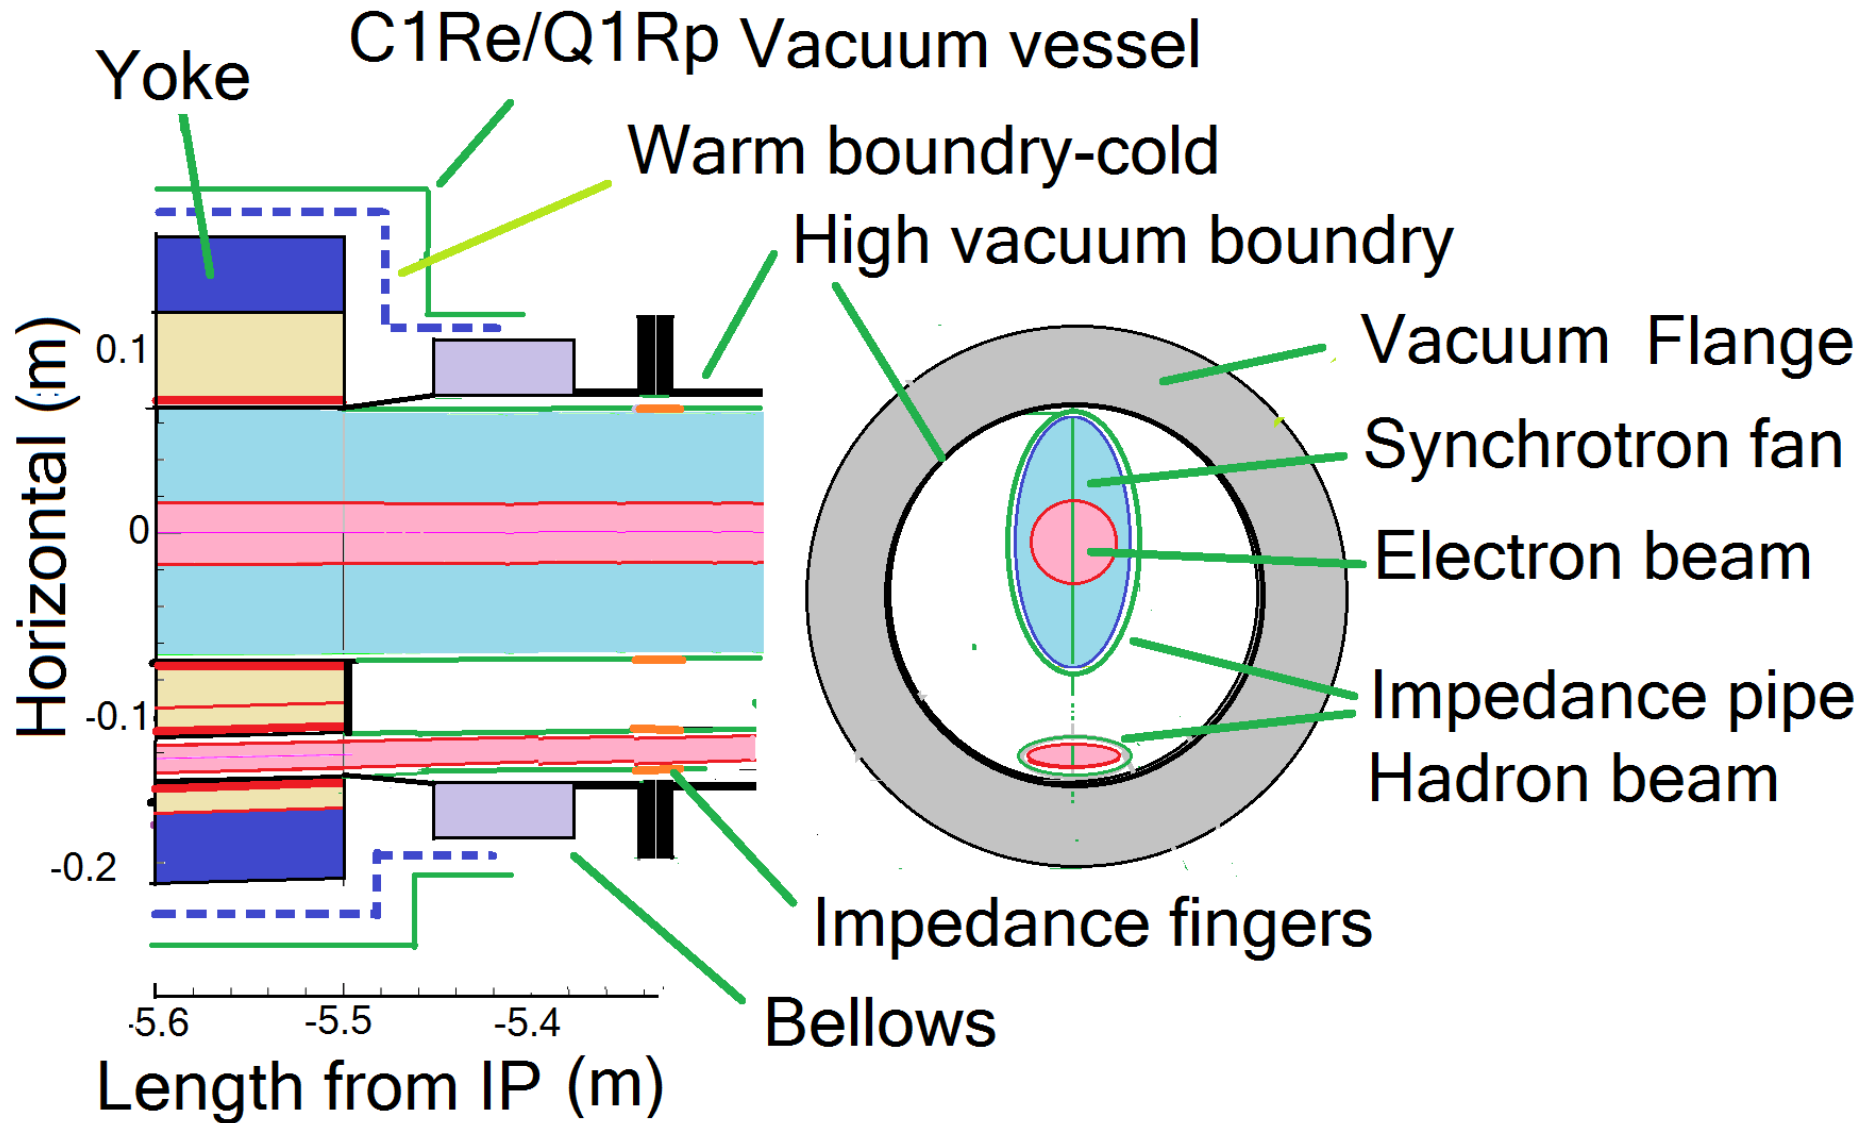 C1Re/Q1Rp Vacuum vessel
Yoke
Warm boundry-cold
High vacuum boundry
Vacuum Flange
Synchrotron fan
Electron beam
Impedance pipe
Hadron beam
Impedance fingers
Bellows
Horizontal (m)
0.1
0
-0.1
-0.2
-5.6
-5.5
-5.4
Length from IP (m)